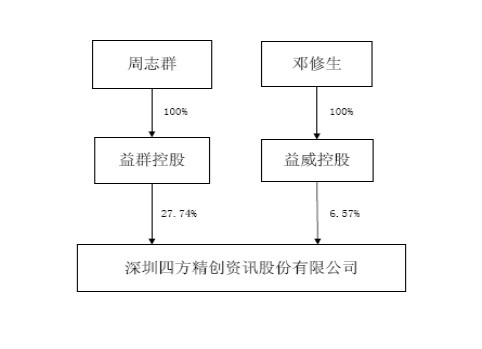 周志群
邓修生
100%
100%
益群控股
益威控股
27.74%
6.57%
深圳四方精创资讯股份有限公司